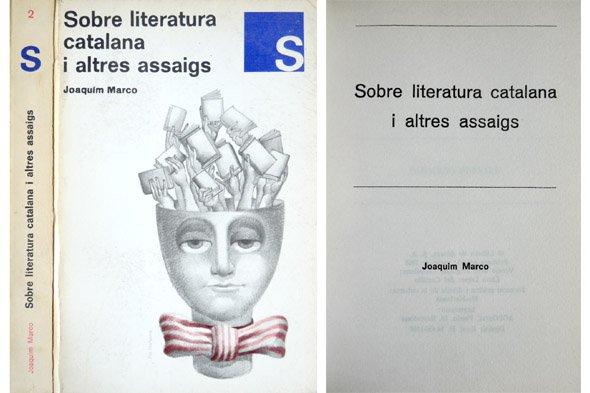 2
S
Sobre literatura catalana i altres assaigs
Joaquim Marco
Sobre literatura
catalana
i altres assaigs
Joaquim Marco
S
Sobre literatura catalana
i altres assaigs
Joaquim Marco